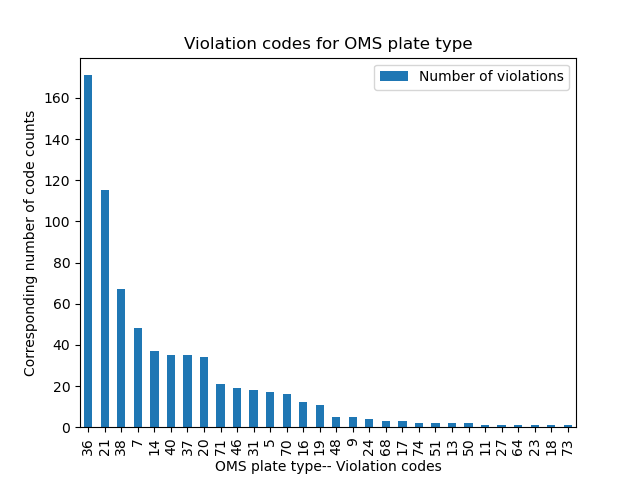 Violation codes for OMS plate type
Number of violations
Corresponding number of code counts
160
140
120
100
80
60
40
20
0
36 21 38 7 14 40 37 20 71 46 31 5 70 16 19 48 9 24 68 17 74 51 13 50 11 27 64 23 18 73
OMS plate type-- Violation codes